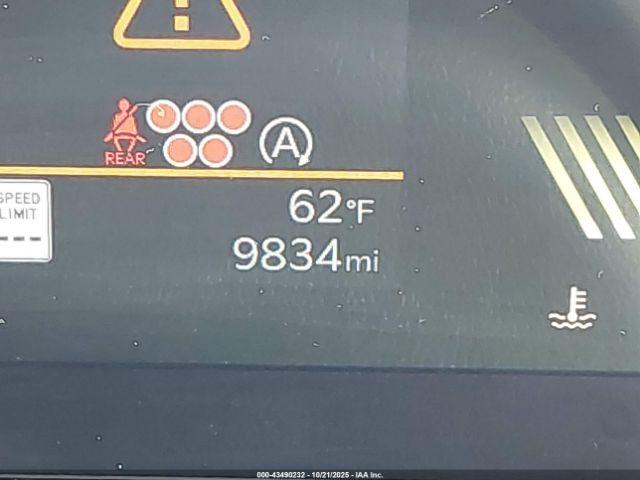 REAR
A
SPEED
LIMIT
---
62°F
9834mi
000-43490232 - 10/21/2025 - IAA Inc.